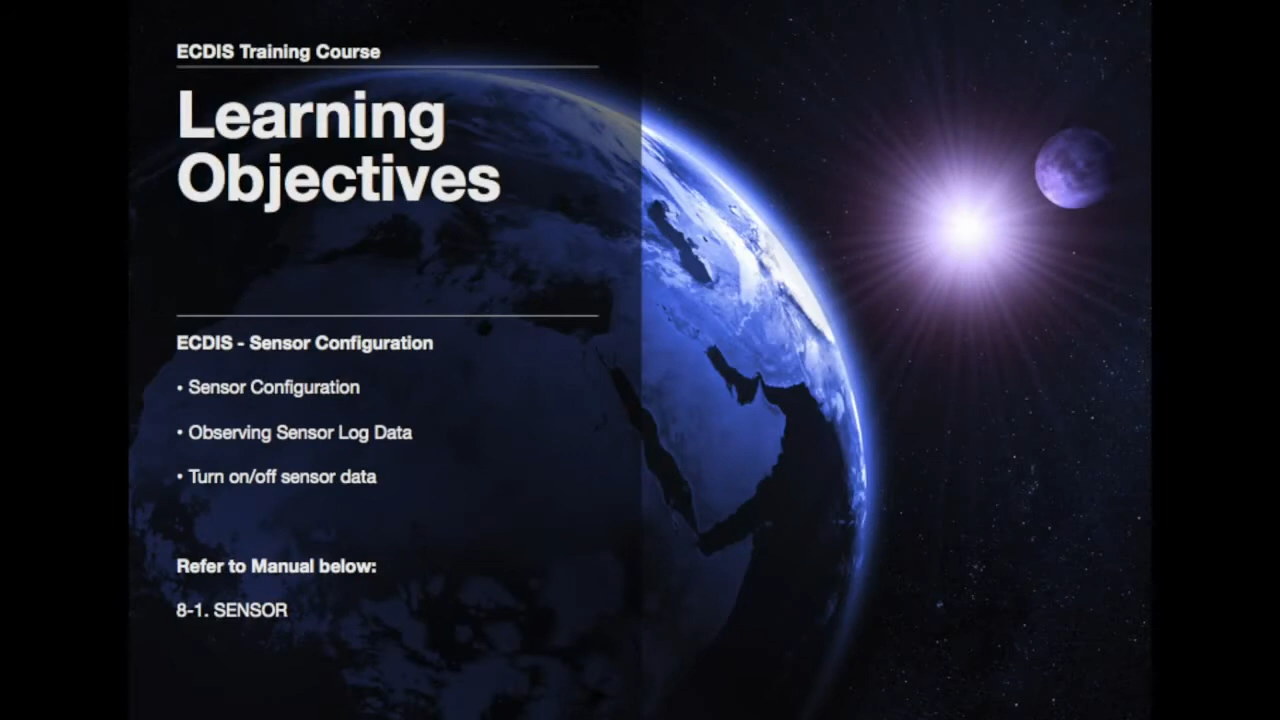 ECDIS Training Course
Learning
Objectives
ECDIS - Sensor Configuration
• Sensor Configuration
• Observing Sensor Log Data
• Turn on/off sensor data
Refer to Manual below:
8-1. SENSOR